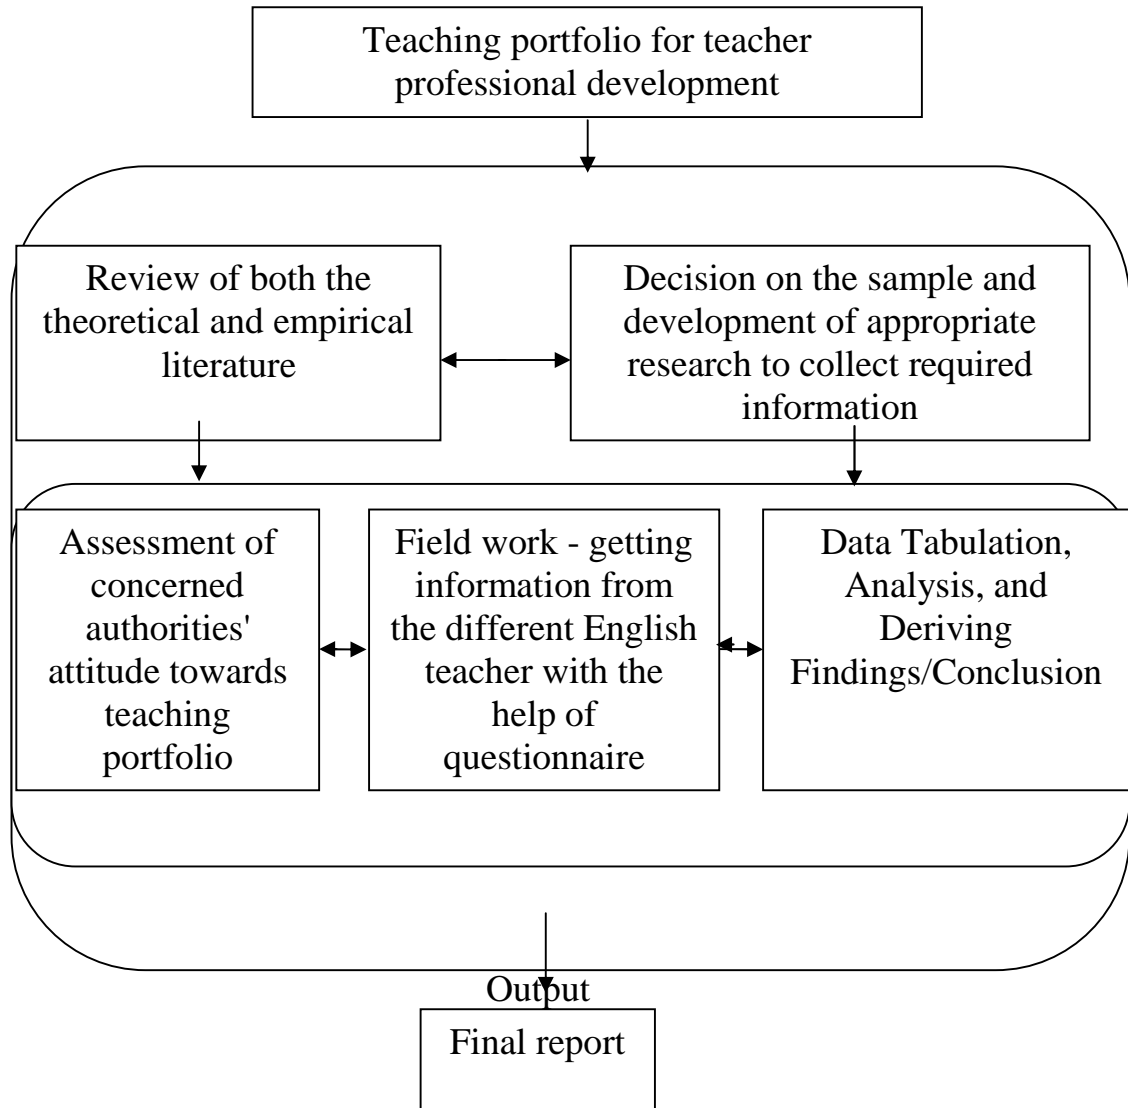 Teaching portfolio for teacher
professional development
Review of both the
theoretical and empirical
literature
Decision on the sample and
development of appropriate
research to collect required
information
Assessment of
concerned
authorities'
attitude towards
teaching
portfolio
Field work - getting
information from
the different English
teacher with the
help of
questionnaire
Data Tabulation,
Analysis, and
Deriving
Findings/Conclusion
Output
Final report